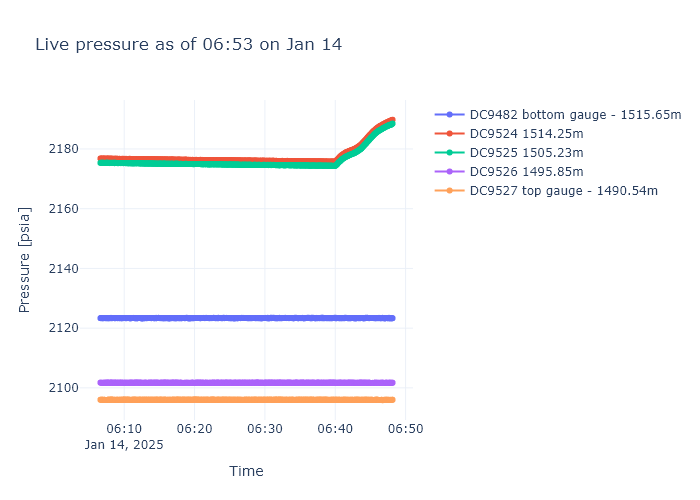 Live pressure as of 06:53 on Jan 14
DC9482 bottom gauge - 1515.65m
DC9524 1514.25m
DC9525 1505.23m
DC9526 1495.85m
DC9527 top gauge - 1490.54m
Pressure [psia]
2180
2160
2140
2120
2100
06:10
06:20
06:30
06:40
06:50
Jan 14, 2025
Time